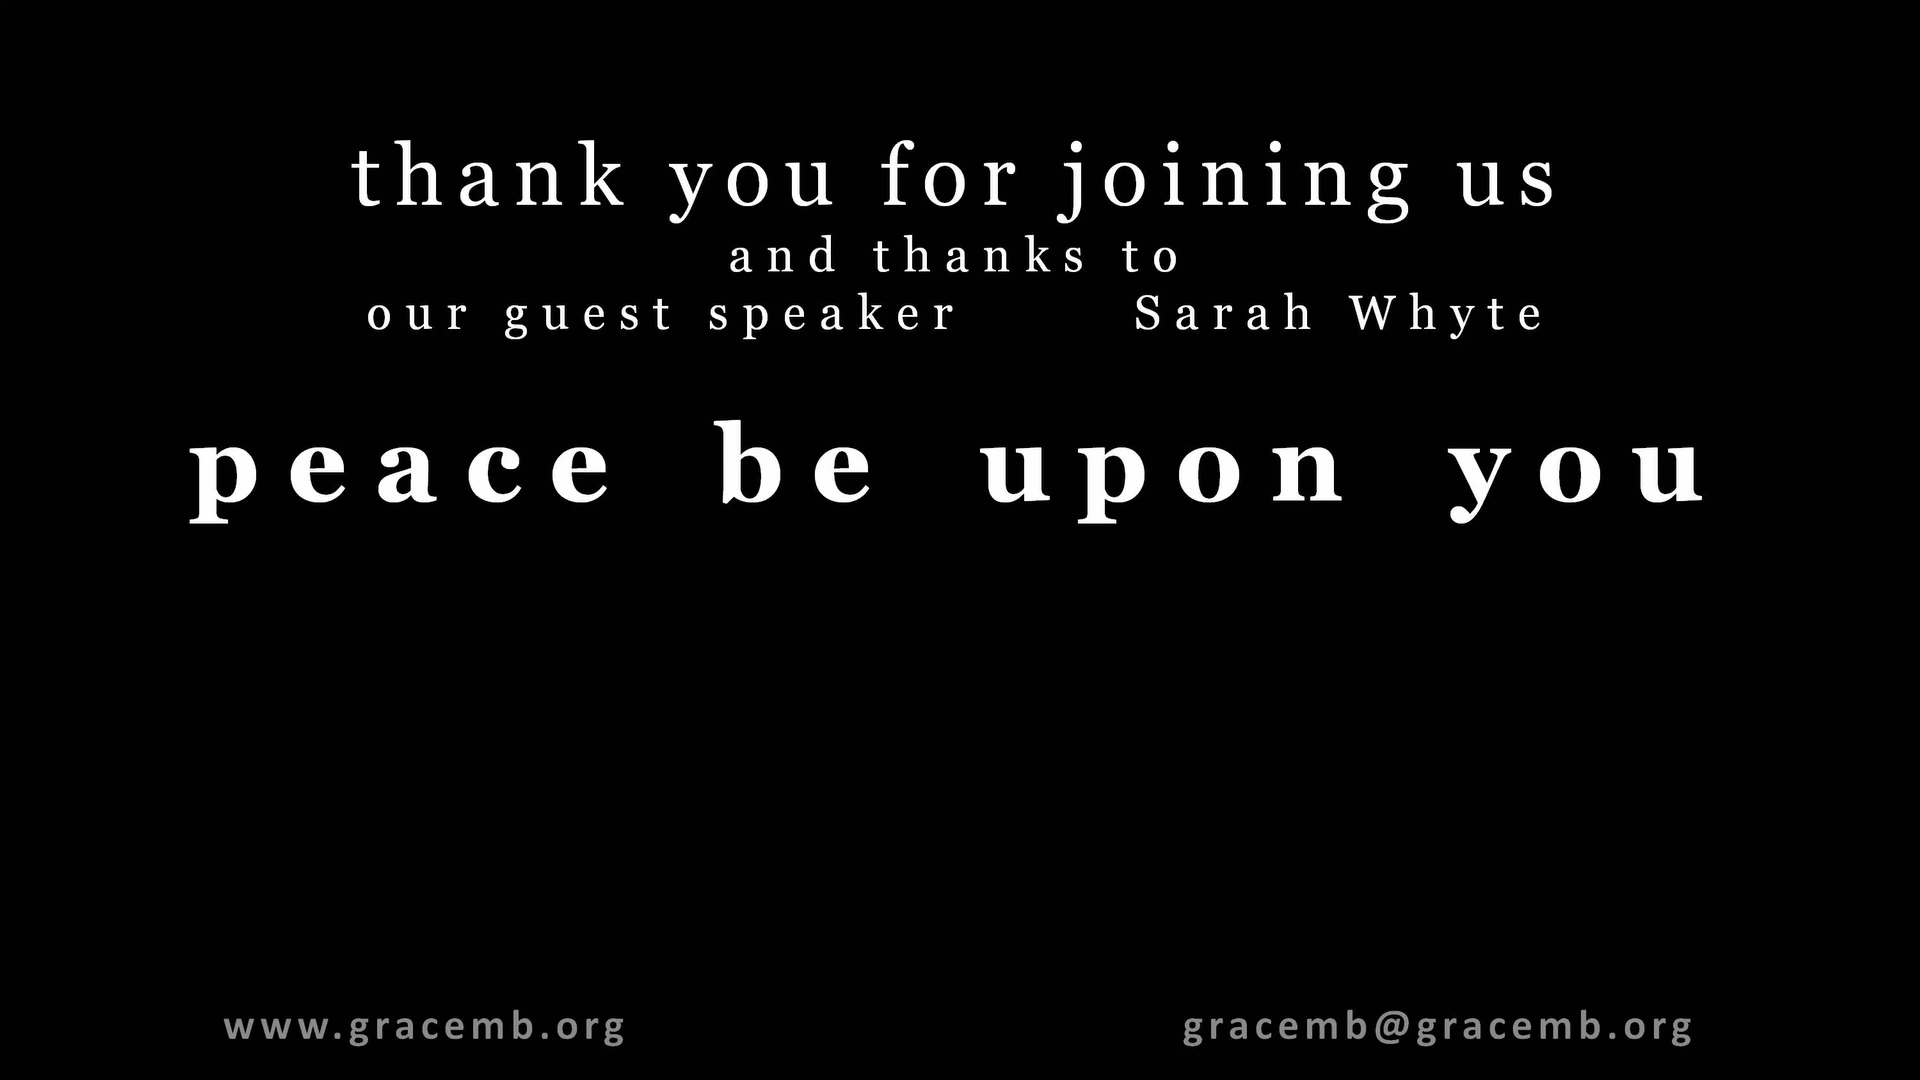 thank you for joining us
and thanks to
our guest speaker Sarah Whyte
peace be upon you
www.gracemb.org gracemb@gracemb.org